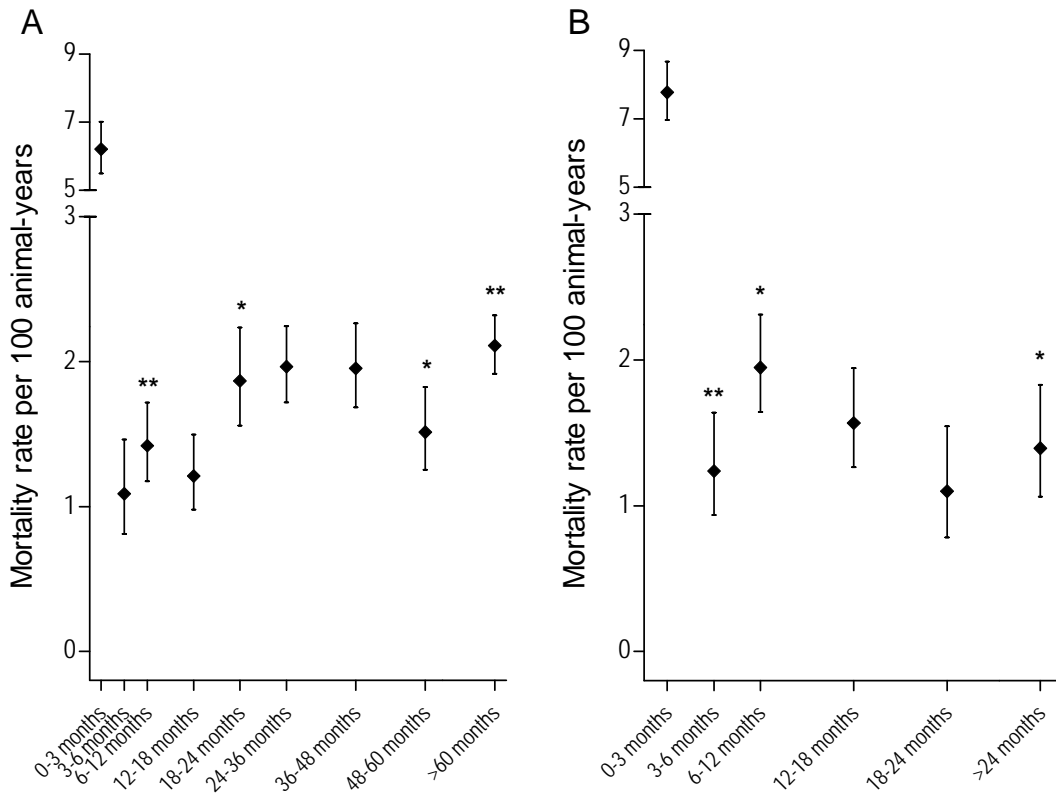 A
Mortality rate per 100 animal-years
9
7
5
3
2
1
0
**
*
*
**
0-3 months
3-6 months
6-12 months
12-18 months
18-24 months
24-36 months
36-48 months
48-60 months
>60 months
B
Mortality rate per 100 animal-years
9
7
5
3
2
1
0
**
*
*
0-3 months
3-6 months
6-12 months
12-18 months
18-24 months
>24 months